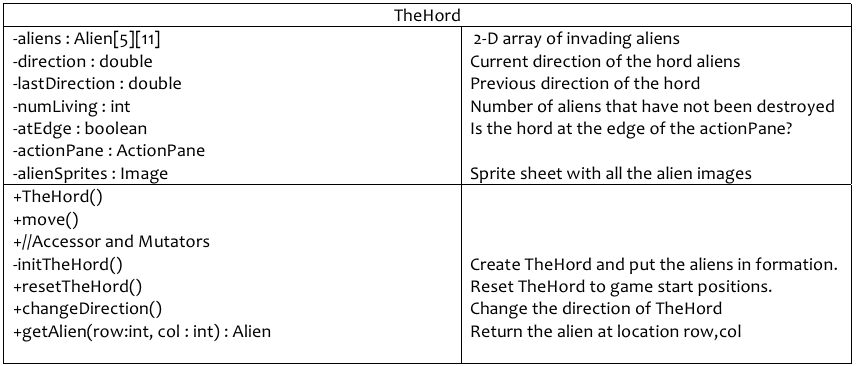 TheHord
-aliens : Alien[5][11] 2-D array of invading aliens
-direction : double Current direction of the hord aliens
-lastDirection : double Previous direction of the hord
-numLiving : int Number of aliens that have not been destroyed
-atEdge : boolean Is the hord at the edge of the actionPane?
-actionPane : ActionPane
-alienSprites : Image Sprite sheet with all the alien images
+TheHord()
+move()
+//Accessor and Mutators
-initTheHord() Create TheHord and put the aliens in formation.
+resetTheHord() Reset TheHord to game start positions.
+changeDirection() Change the direction of TheHord
+getAlien(row:int, col : int) : Alien Return the alien at location row,col